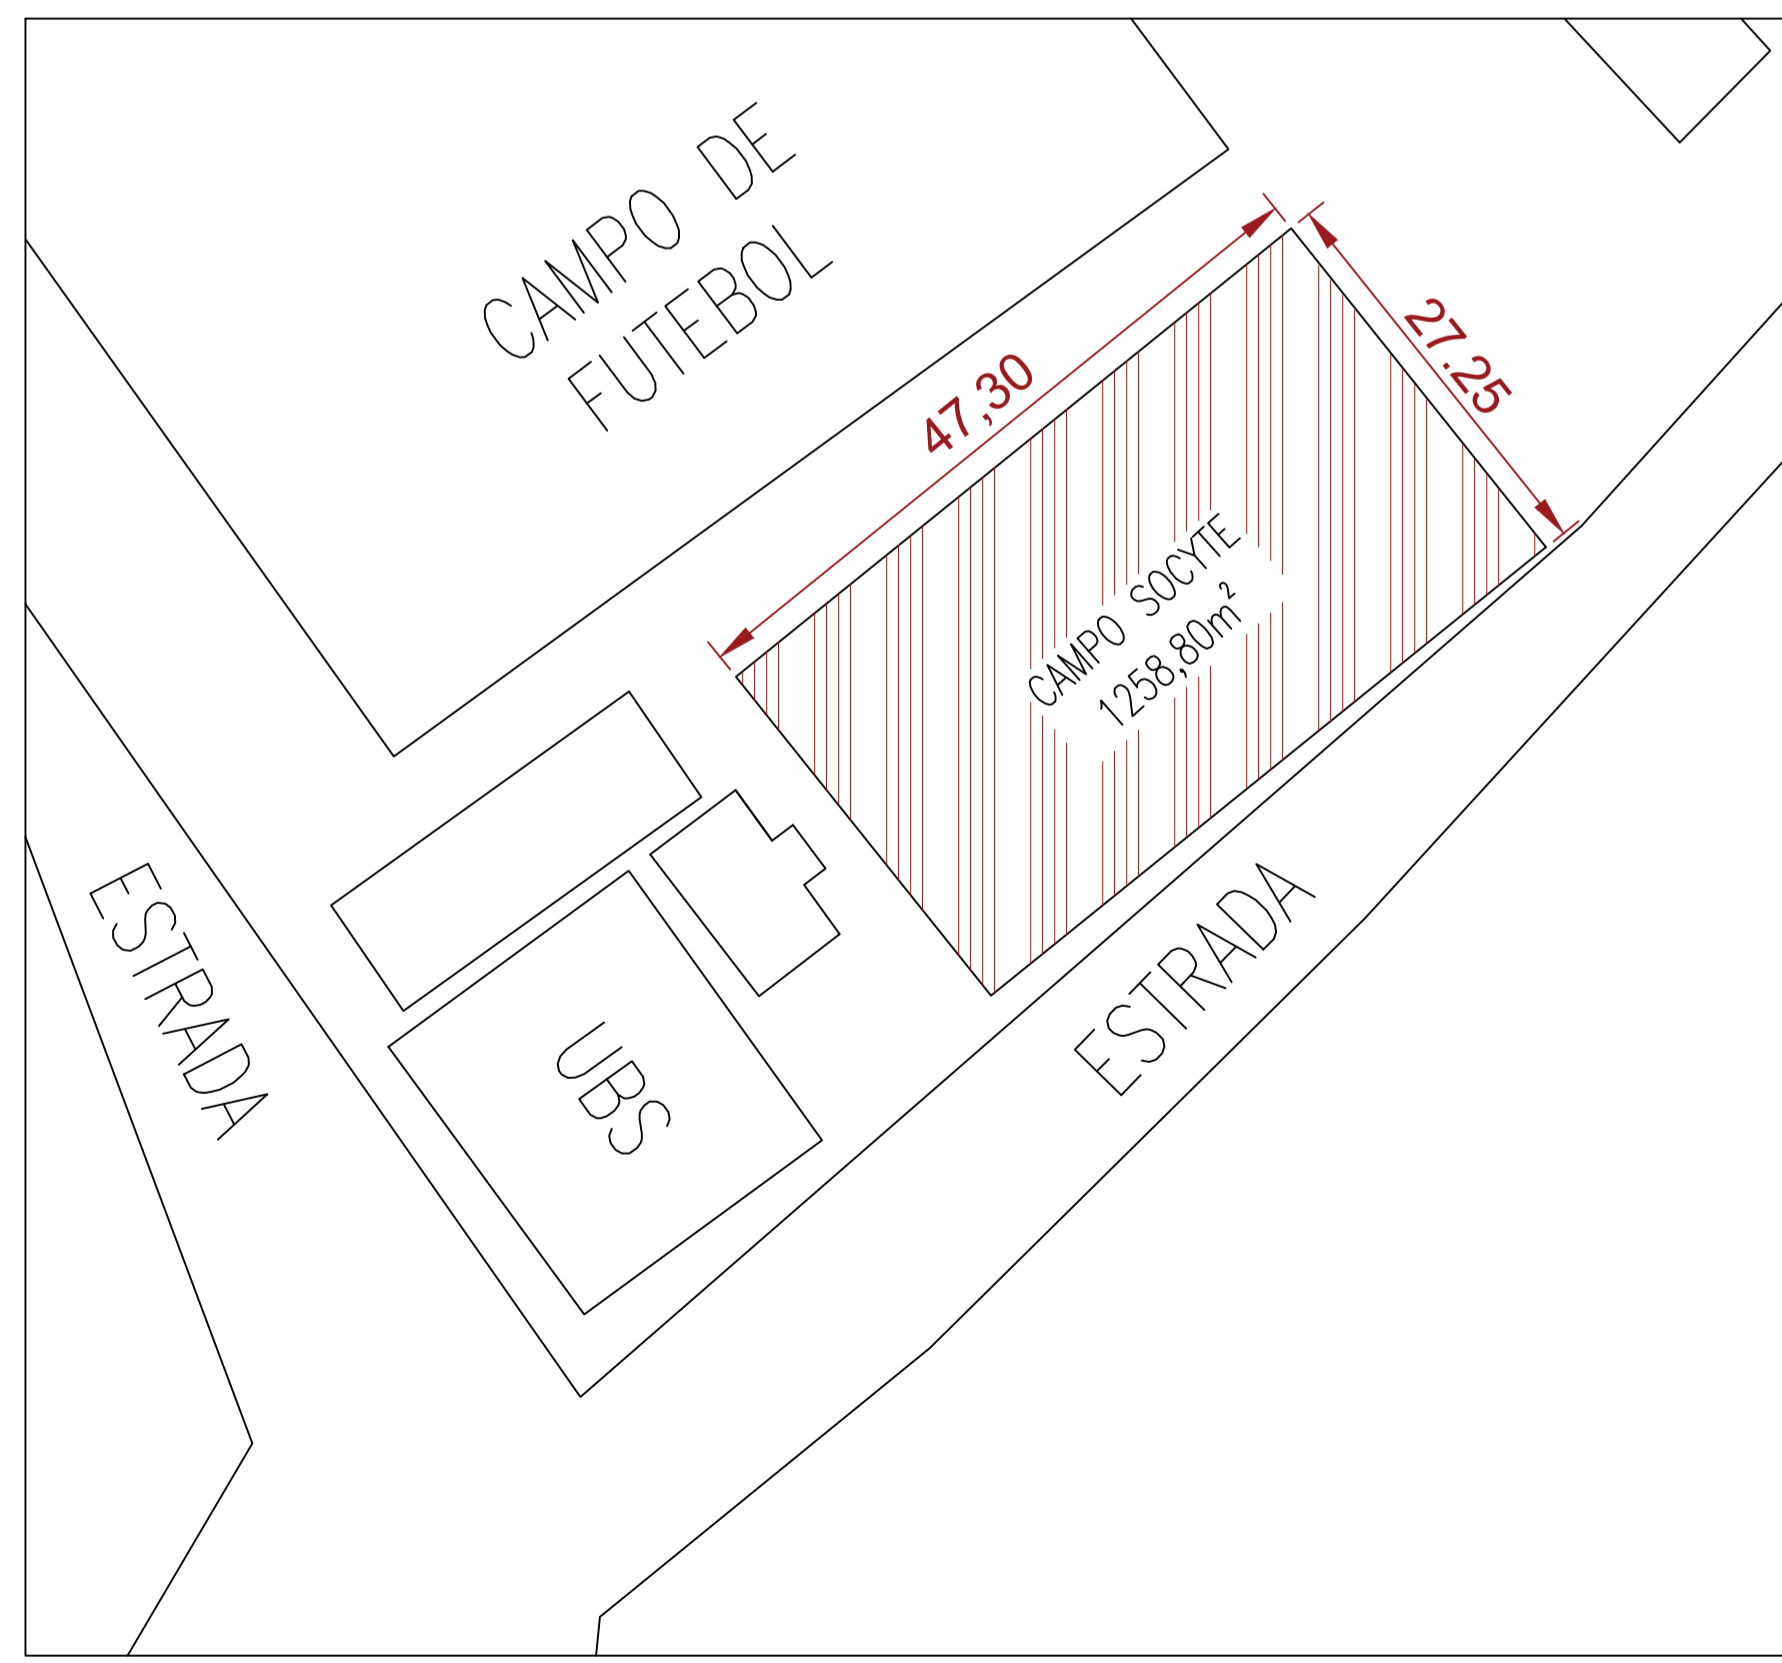 CAMPO DE
FUTEBOL
47,30
27.25
CAMPO SOCYTE
1258,80m²
ESTRADA
ESTRADA
UBS